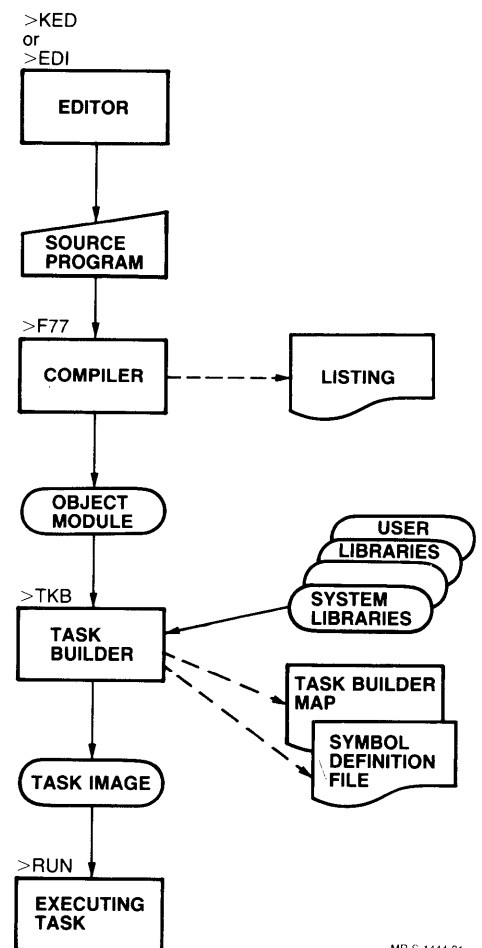 >KED
or
>EDI
EDITOR
SOURCE
PROGRAM
>F77
COMPILER
LISTING
OBJECT
MODULE
USER
LIBRARIES
SYSTEM
LIBRARIES
>TKB
TASK
BUILDER
TASK BUILDER
MAP
SYMBOL
DEFINITION
FILE
TASK IMAGE
>RUN
EXECUTING
TASK